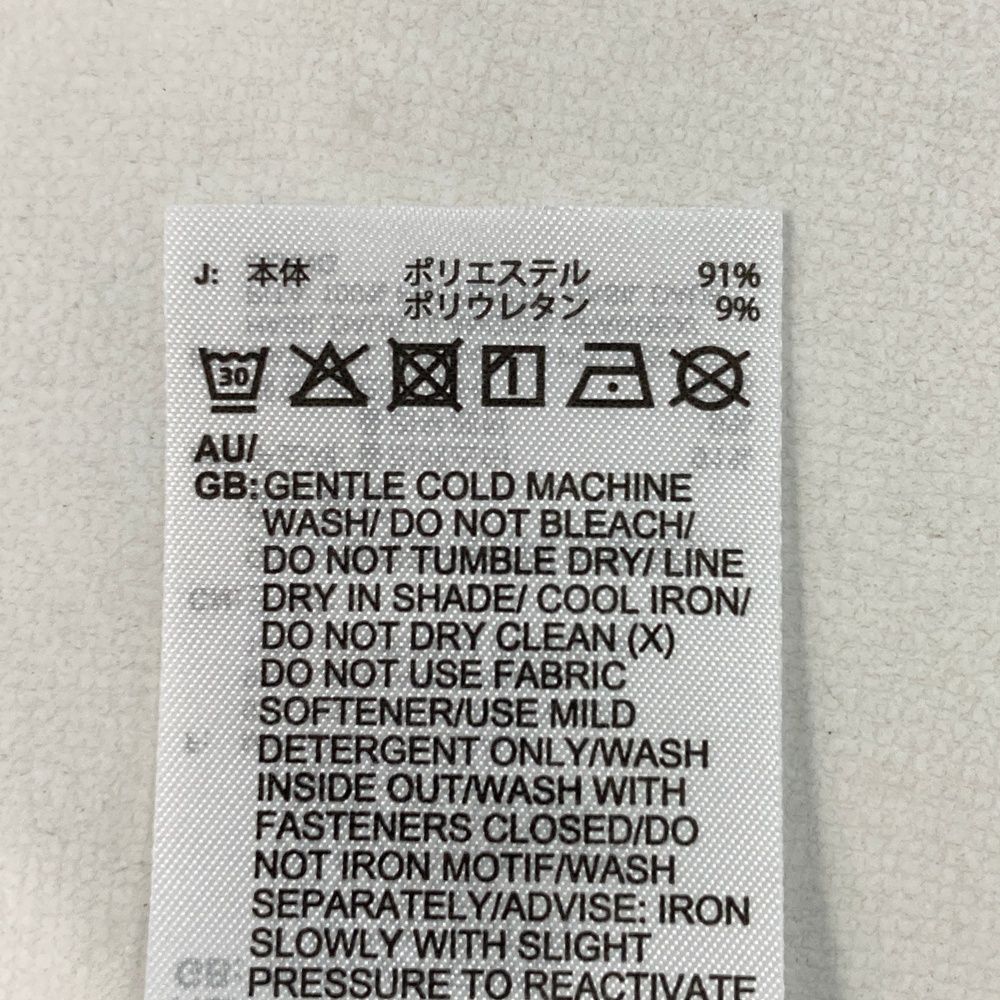 J: 本体 ポリエステル 91%
ポリウレタン 9%
30
AU/
GB: GENTLE COLD MACHINE
WASH/ DO NOT BLEACH/
DO NOT TUMBLE DRY/ LINE
DRY IN SHADE/ COOL IRON/
DO NOT DRY CLEAN (X)
DO NOT USE FABRIC
SOFTENER/USE MILD
DETERGENT ONLY/WASH
INSIDE OUT/WASH WITH
FASTENERS CLOSED/DO
NOT IRON MOTIF/WASH
SEPARATELY/ADVISE: IRON
SLOWLY WITH SLIGHT
PRESSURE TO REACTIVATE